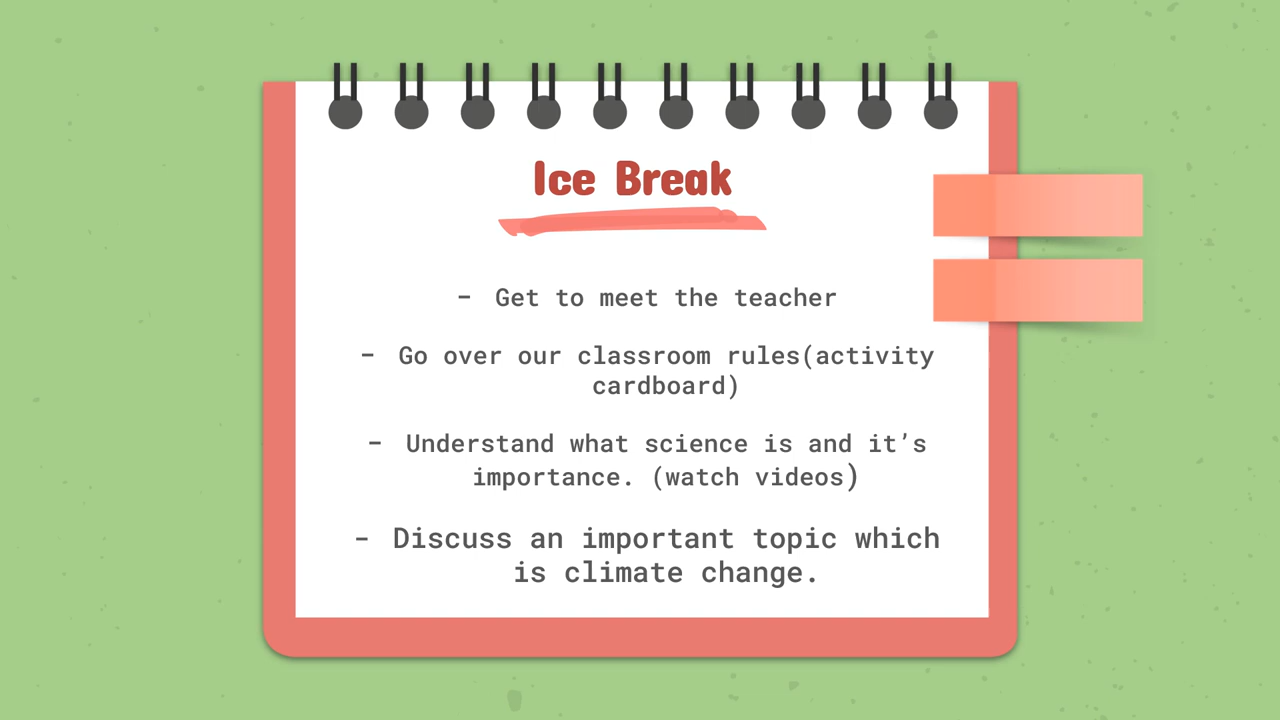 Ice Break
- Get to meet the teacher
- Go over our classroom rules(activity
cardboard)
- Understand what science is and it’s
importance. (watch videos)
- Discuss an important topic which
is climate change.